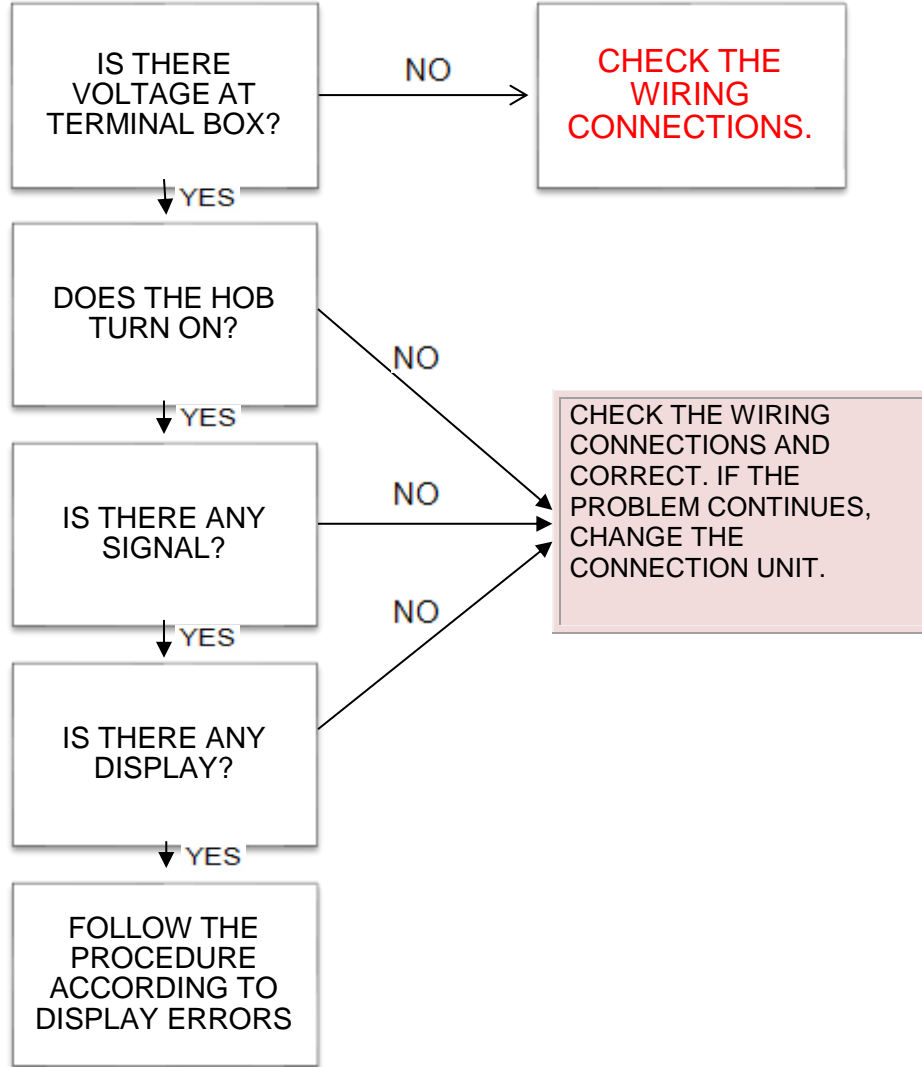 IS THERE
VOLTAGE AT
TERMINAL BOX?
NO
CHECK THE
WIRING
CONNECTIONS.
YES
DOES THE HOB
TURN ON?
NO
YES
CHECK THE WIRING
CONNECTIONS AND
CORRECT. IF THE
PROBLEM CONTINUES,
CHANGE THE
CONNECTION UNIT.
IS THERE ANY
SIGNAL?
NO
YES
NO
IS THERE ANY
DISPLAY?
YES
FOLLOW THE
PROCEDURE
ACCORDING TO
DISPLAY ERRORS